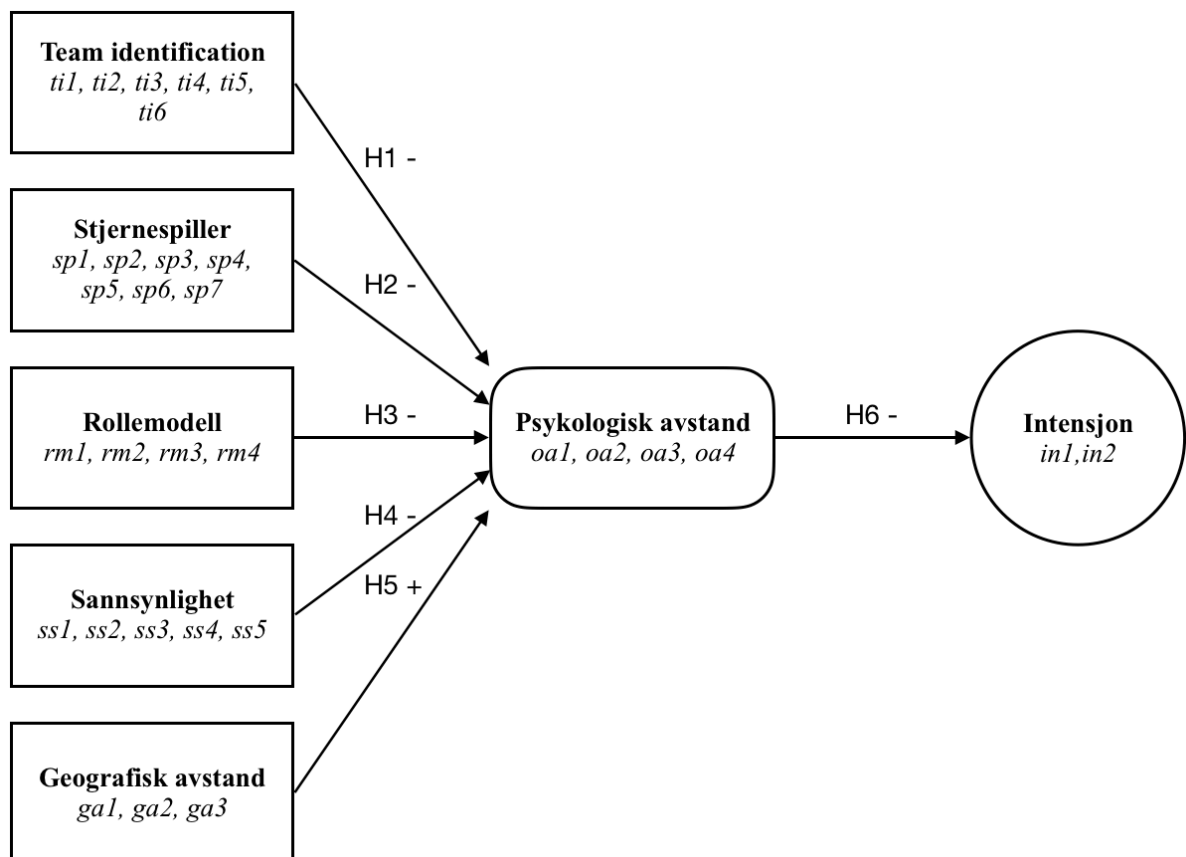 Team identification
ti1, ti2, ti3, ti4, ti5,
ti6
H1 -
Stjernespiller
sp1, sp2, sp3, sp4,
sp5, sp6, sp7
H2 -
Rollemodell
rm1, rm2, rm3, rm4
H3 -
Psykologisk avstand
oa1, oa2, oa3, oa4
H6 -
Intensjon
in1,in2
H4 -
Sannsynlighet
ss1, ss2, ss3, ss4, ss5
H5 +
Geografisk avstand
ga1, ga2, ga3